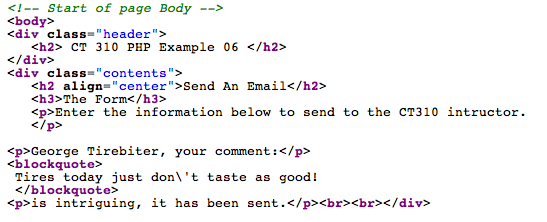 <!-- Start of page Body -->
<body>
<div class="header">
<h2> CT 310 PHP Example 06 </h2>
</div>
<div class="contents">
<h2 align="center">Send An Email</h2>
<h3>The Form</h3>
<p>Enter the information below to send to the CT310 intructor.
</p>
<p>George Tirebiter, your comment:</p>
<blockquote>
Tires today just don\'t taste as good!
</blockquote>
<p>is intriguing, it has been sent.</p><br><br></div>